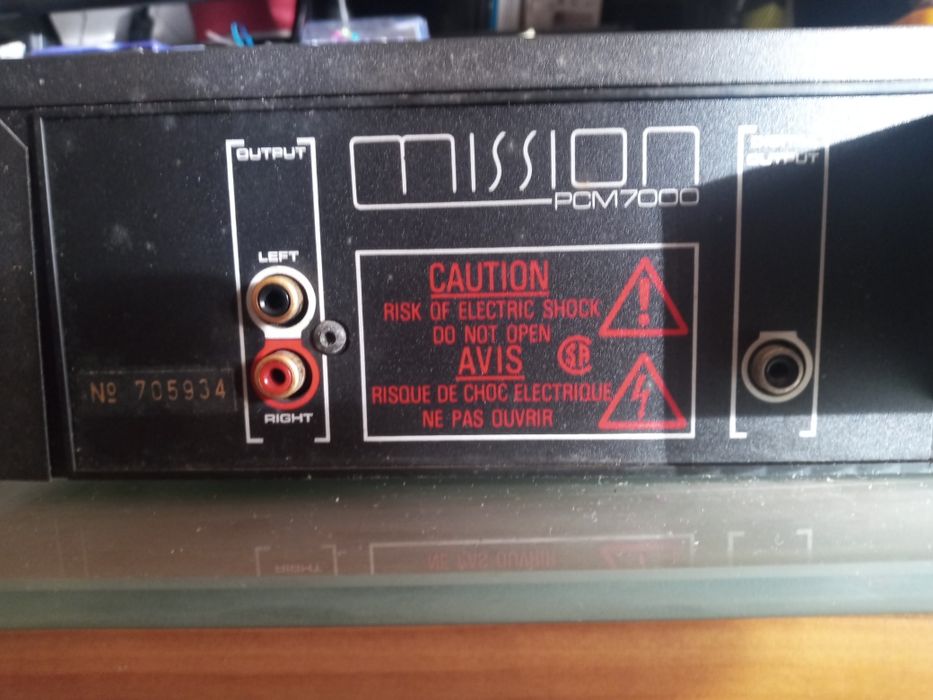 OUTPUT
LEFT
RIGHT
Nº 705934
mission
PCM7000
CAUTION
RISK OF ELECTRIC SHOCK
DO NOT OPEN
AVIS
RISQUE DE CHOC ELECTRIQUE
NE PAS OUVRIR
OUTPUT